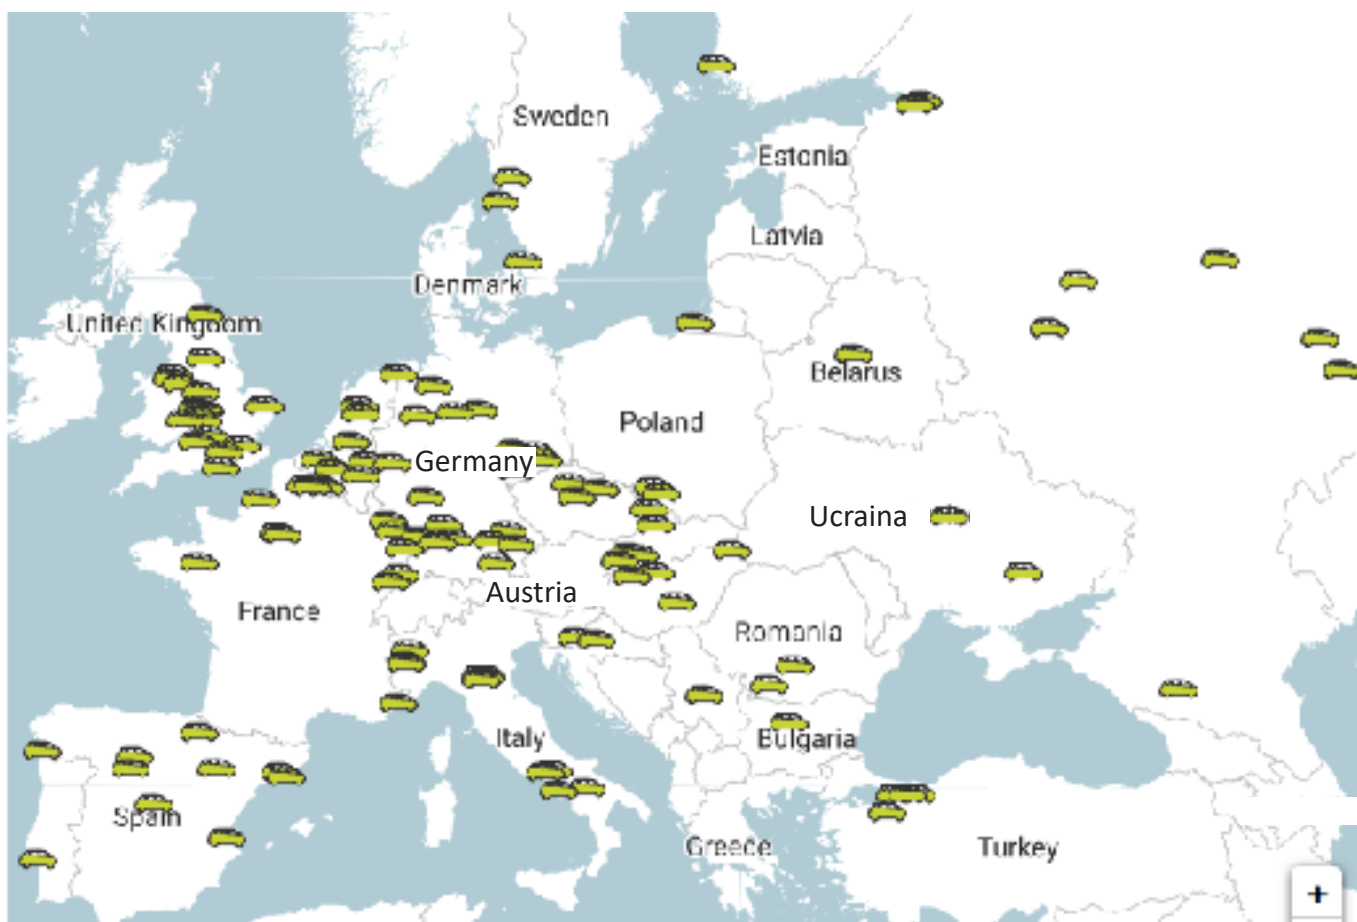 Sweden
Estonia
Latvia
Denmark
United Kingdom
Belarus
Poland
Germany
Ucraina
Austria
France
Romania
Italy
Bulgaria
Spain
Greece
Turkey
+